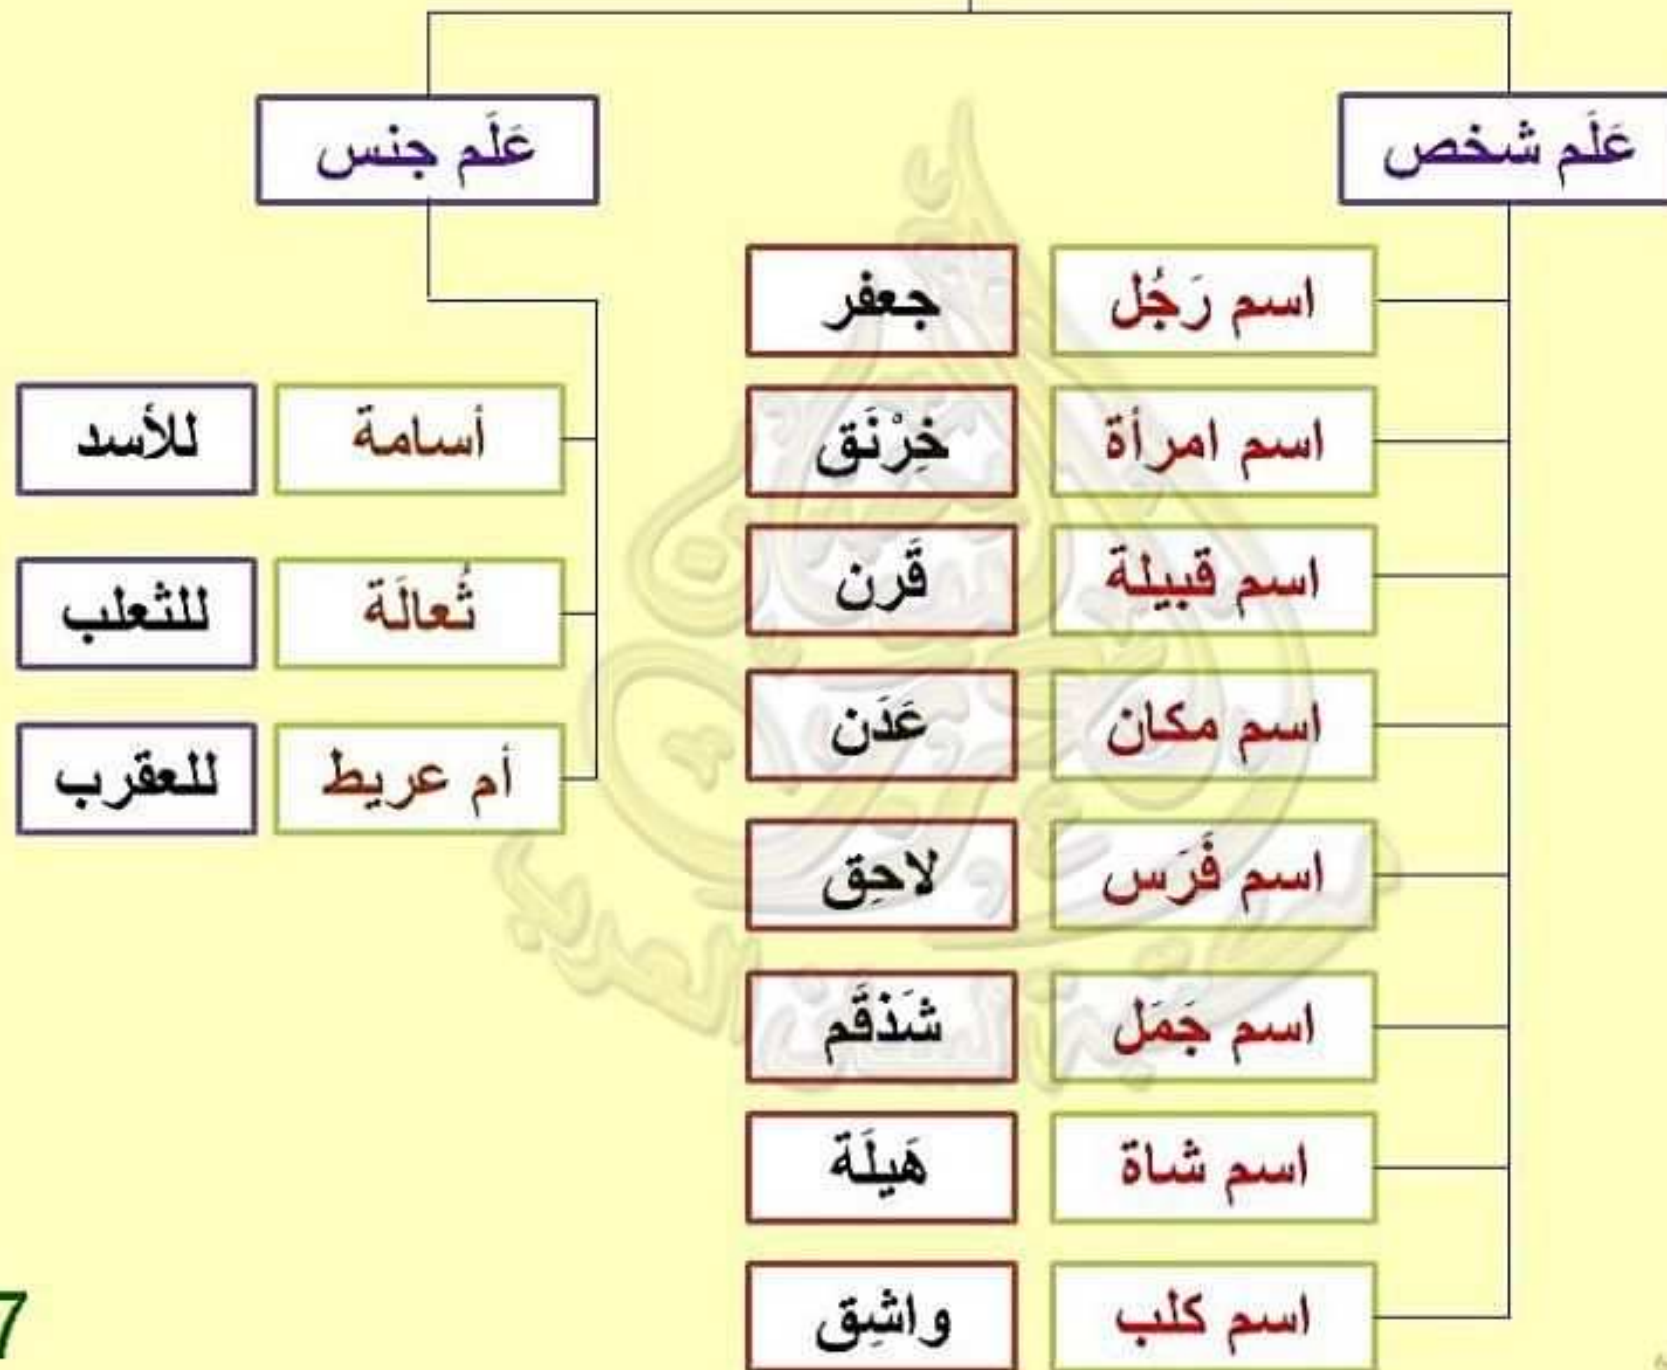 عَلَم شخص
اسم رَجُل جعفر
اسم امرأة خِرْنَق
اسم قبيلة قَرن
اسم مكان عَدَن
اسم فَرَس لاحِق
اسم جَمَل شَذقَم
اسم شاة هَيلَة
اسم كلب واشِق
عَلَم جنس
أسامة للأسد
ثُعالَة للثعلب
أم عريط للعقرب
7